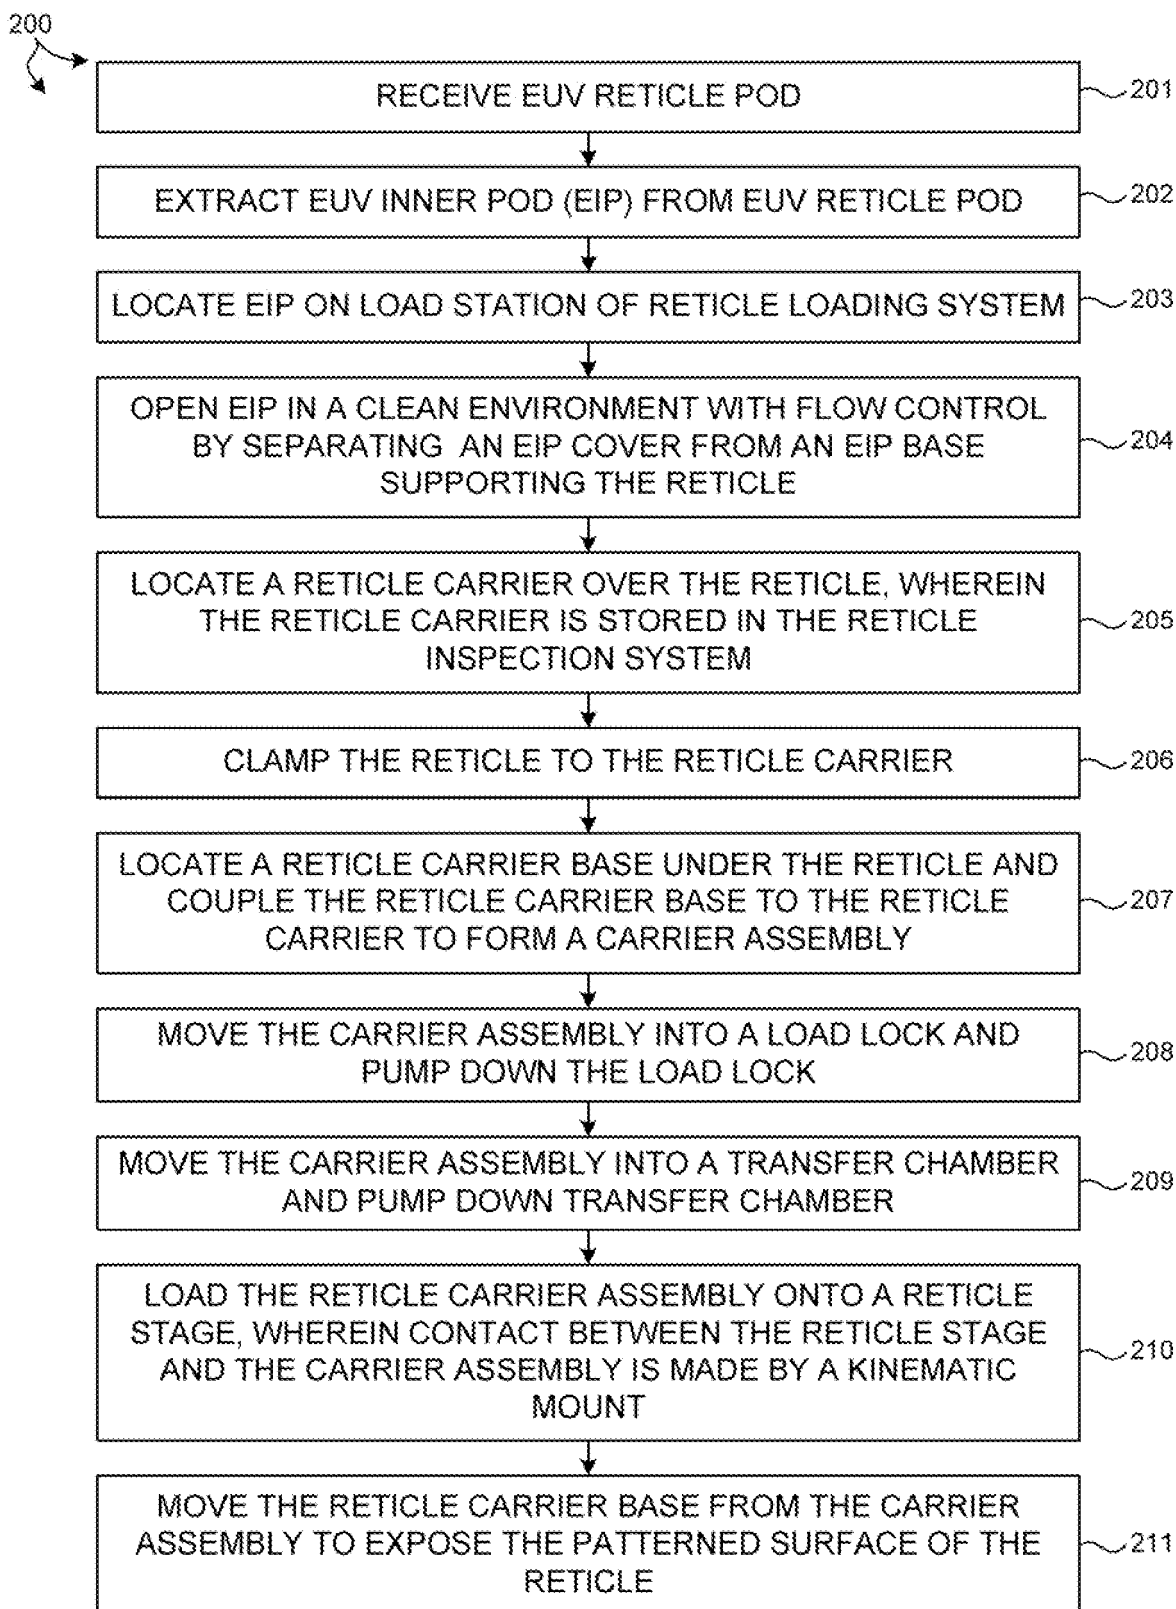 200
RECEIVE EUV RETICLE POD
201
EXTRACT EUV INNER POD (EIP) FROM EUV RETICLE POD
202
LOCATE EIP ON LOAD STATION OF RETICLE LOADING SYSTEM
203
OPEN EIP IN A CLEAN ENVIRONMENT WITH FLOW CONTROL
BY SEPARATING AN EIP COVER FROM AN EIP BASE
SUPPORTING THE RETICLE
204
LOCATE A RETICLE CARRIER OVER THE RETICLE, WHEREIN
THE RETICLE CARRIER IS STORED IN THE RETICLE
INSPECTION SYSTEM
205
CLAMP THE RETICLE TO THE RETICLE CARRIER
206
LOCATE A RETICLE CARRIER BASE UNDER THE RETICLE AND
COUPLE THE RETICLE CARRIER BASE TO THE RETICLE
CARRIER TO FORM A CARRIER ASSEMBLY
207
MOVE THE CARRIER ASSEMBLY INTO A LOAD LOCK AND
PUMP DOWN THE LOAD LOCK
208
MOVE THE CARRIER ASSEMBLY INTO A TRANSFER CHAMBER
AND PUMP DOWN TRANSFER CHAMBER
209
LOAD THE RETICLE CARRIER ASSEMBLY ONTO A RETICLE
STAGE, WHEREIN CONTACT BETWEEN THE RETICLE STAGE
AND THE CARRIER ASSEMBLY IS MADE BY A KINEMATIC
MOUNT
210
MOVE THE RETICLE CARRIER BASE FROM THE CARRIER
ASSEMBLY TO EXPOSE THE PATTERNED SURFACE OF THE
RETICLE
211